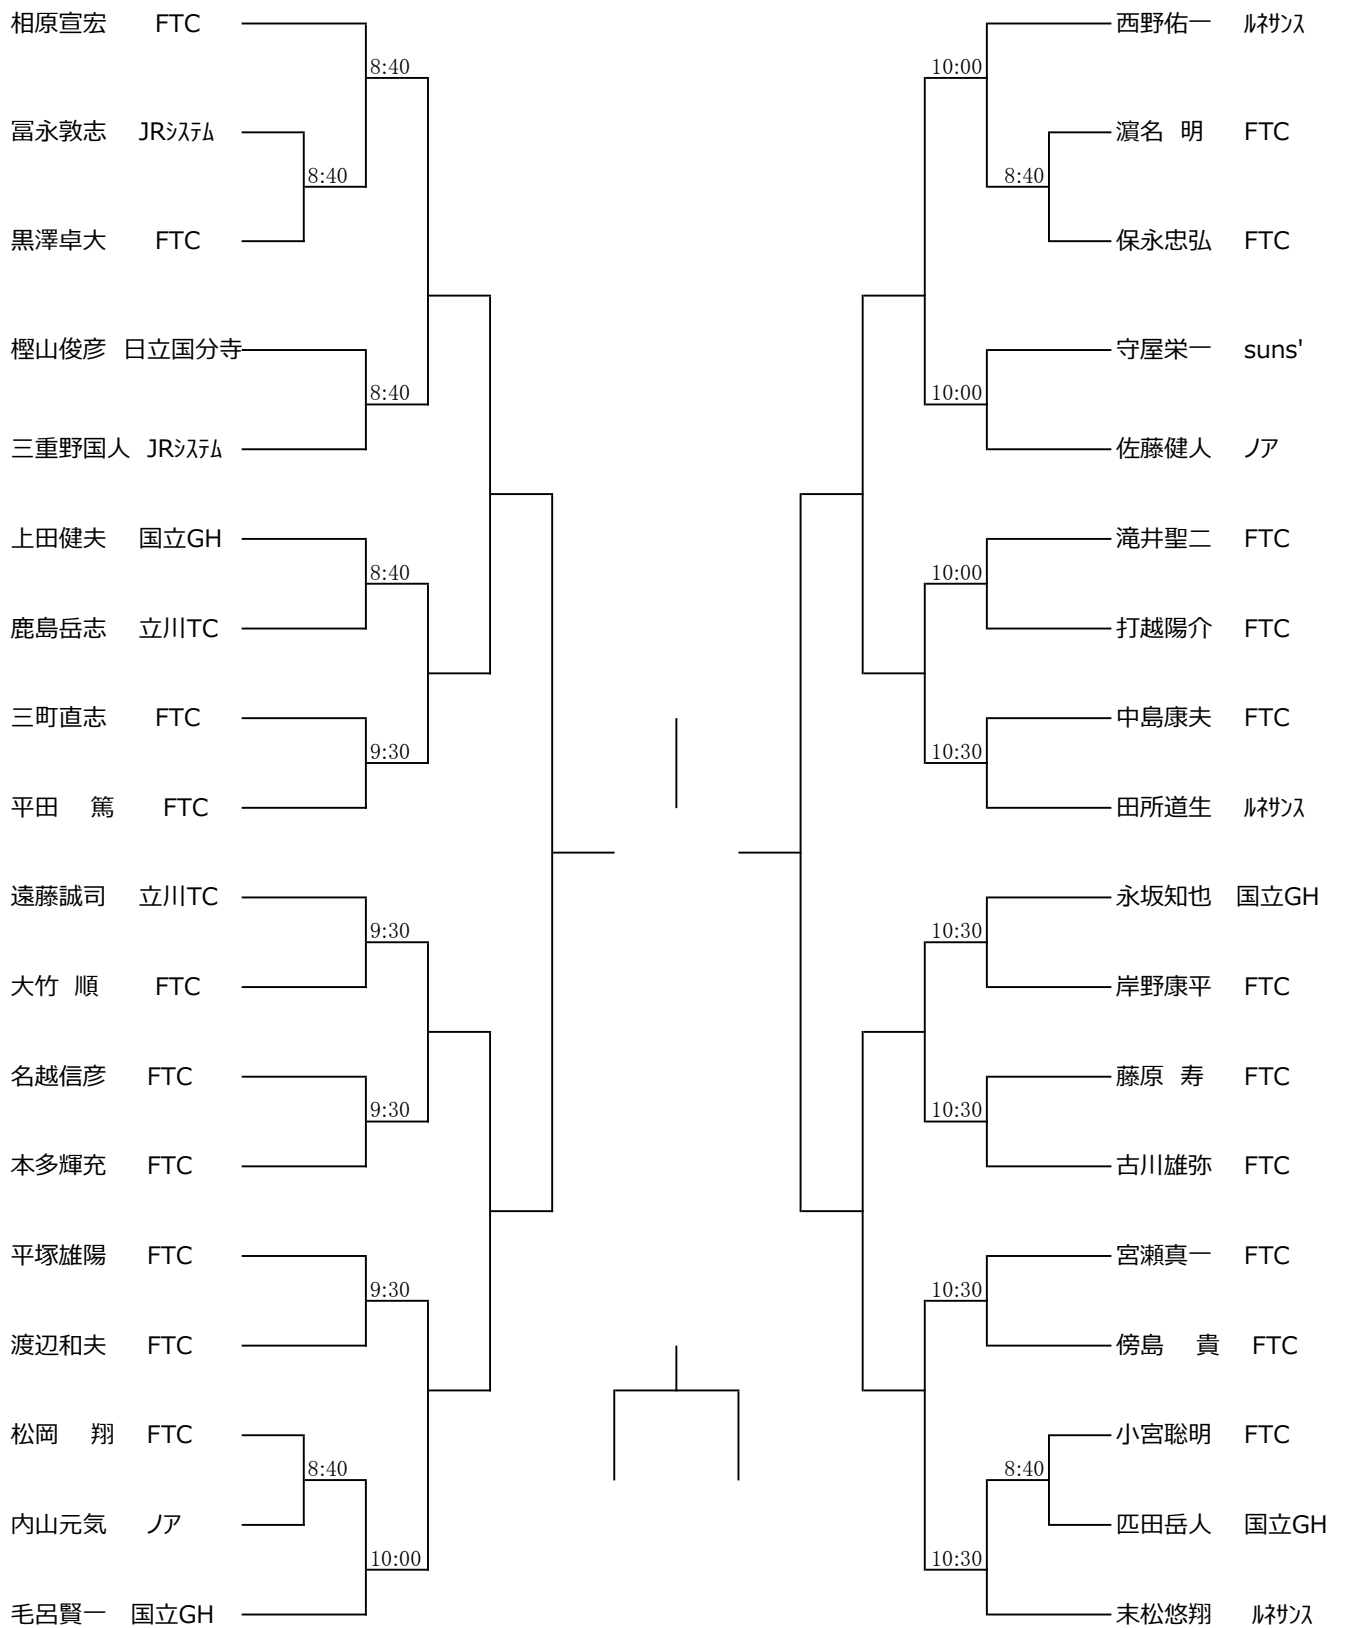 相原宣宏 FTC
8:40
冨永敦志 JRｼｽﾃﾑ
8:40
黒澤卓大 FTC
樫山俊彦 日立国分寺
8:40
三重野国人 JRｼｽﾃﾑ
上田健夫 国立GH
8:40
鹿島岳志 立川TC
三町直志 FTC
9:30
平田 篤 FTC
遠藤誠司 立川TC
9:30
大竹 順 FTC
名越信彦 FTC
9:30
本多輝充 FTC
平塚雄陽 FTC
9:30
渡辺和夫 FTC
松岡 翔 FTC
8:40
内山元気 ノア
10:00
毛呂賢一 国立GH
西野佑一 ﾙﾈｻﾝｽ
10:00
濵名 明 FTC
8:40
保永忠弘 FTC
守屋栄一 suns'
10:00
佐藤健人 ノア
滝井聖二 FTC
10:00
打越陽介 FTC
中島康夫 FTC
10:30
田所道生 ﾙﾈｻﾝｽ
永坂知也 国立GH
10:30
岸野康平 FTC
藤原 寿 FTC
10:30
古川雄弥 FTC
宮瀬真一 FTC
10:30
傍島 貴 FTC
小宮聡明 FTC
8:40
匹田岳人 国立GH
10:30
末松悠翔 ﾙﾈｻﾝｽ